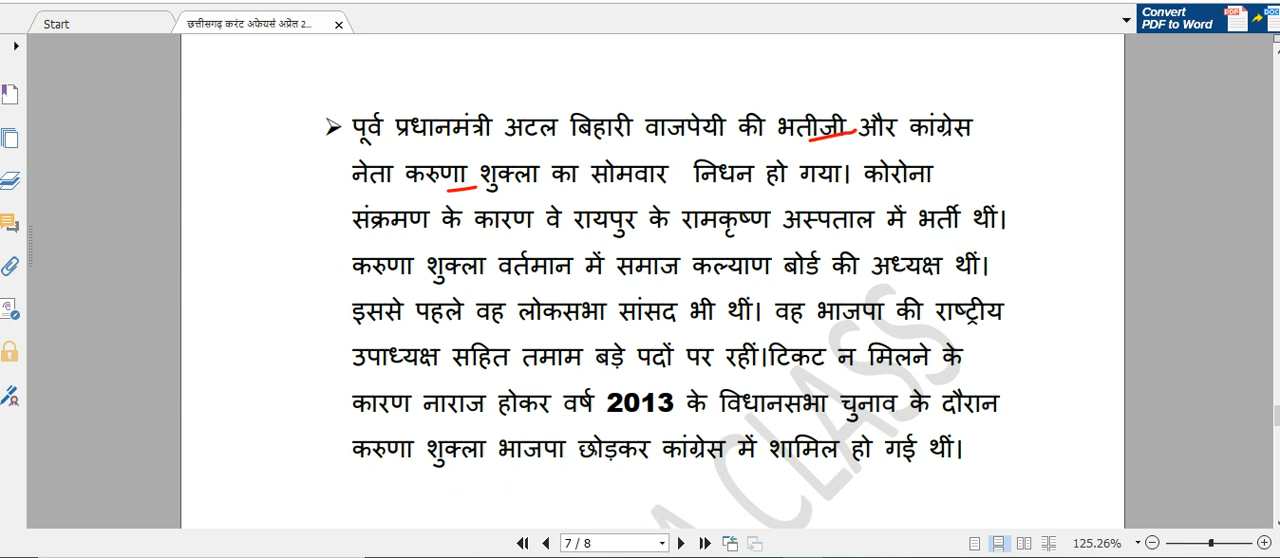 Start
छत्तीसगढ़ करंट अफेयर्स अप्रेल 2...
Convert
PDF to Word
पूर्व प्रधानमंत्री अटल बिहारी वाजपेयी की भतीजी और कांग्रेस
नेता करुणा शुक्ला का सोमवार निधन हो गया। कोरोना
संक्रमण के कारण वे रायपुर के रामकृष्ण अस्पताल में भर्ती थीं।
करुणा शुक्ला वर्तमान में समाज कल्याण बोर्ड की अध्यक्ष थीं।
इससे पहले वह लोकसभा सांसद भी थीं। वह भाजपा की राष्ट्रीय
उपाध्यक्ष सहित तमाम बड़े पदों पर रहीं।टिकट न मिलने के
कारण नाराज होकर वर्ष 2013 के विधानसभा चुनाव के दौरान
करुणा शुक्ला भाजपा छोड़कर कांग्रेस में शामिल हो गई थीं।
CLASS
7 / 8
125.26%